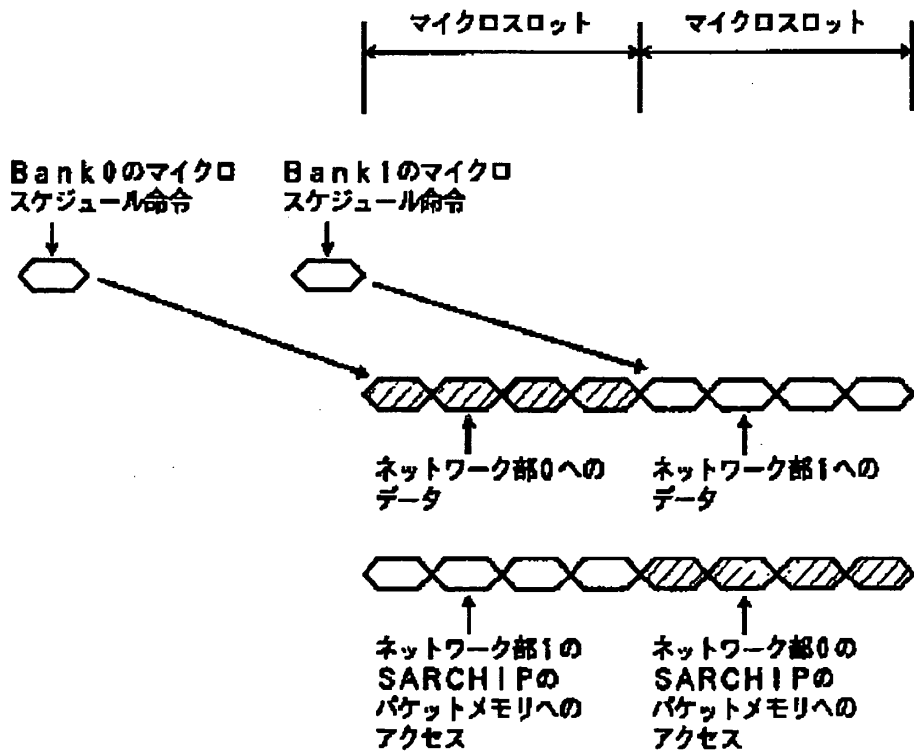 マイクロスロット
マイクロスロット
Bank0のマイクロ
スケジュール命令
Bank1のマイクロ
スケジュール命令
ネットワーク部0への
データ
ネットワーク部1への
データ
ネットワーク部1の
SARCHIPの
パケットメモリへの
アクセス
ネットワーク部0の
SARCHIPの
パケットメモリへの
アクセス